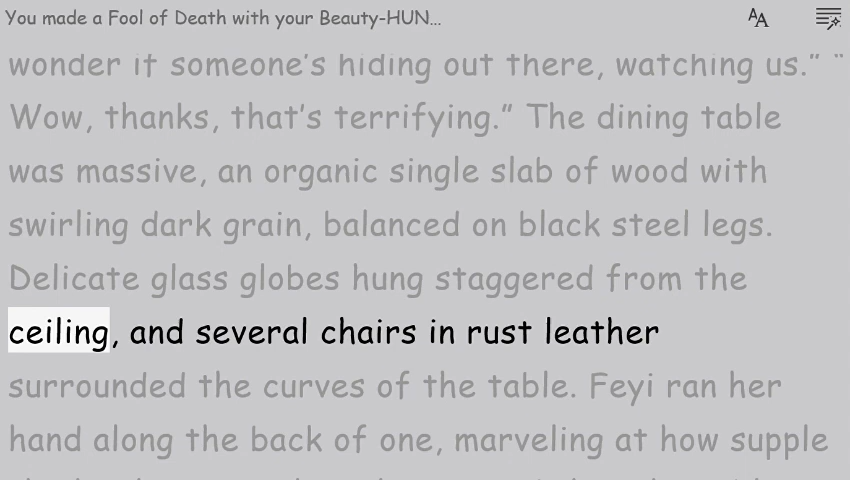 You made a Fool of Death with your Beauty-HUN…
wonder if someone’s hiding out there, watching us.” “
Wow, thanks, that’s terrifying.” The dining table
was massive, an organic single slab of wood with
swirling dark grain, balanced on black steel legs.
Delicate glass globes hung staggered from the
ceiling, and several chairs in rust leather
surrounded the curves of the table. Feyi ran her
hand along the back of one, marveling at how supple